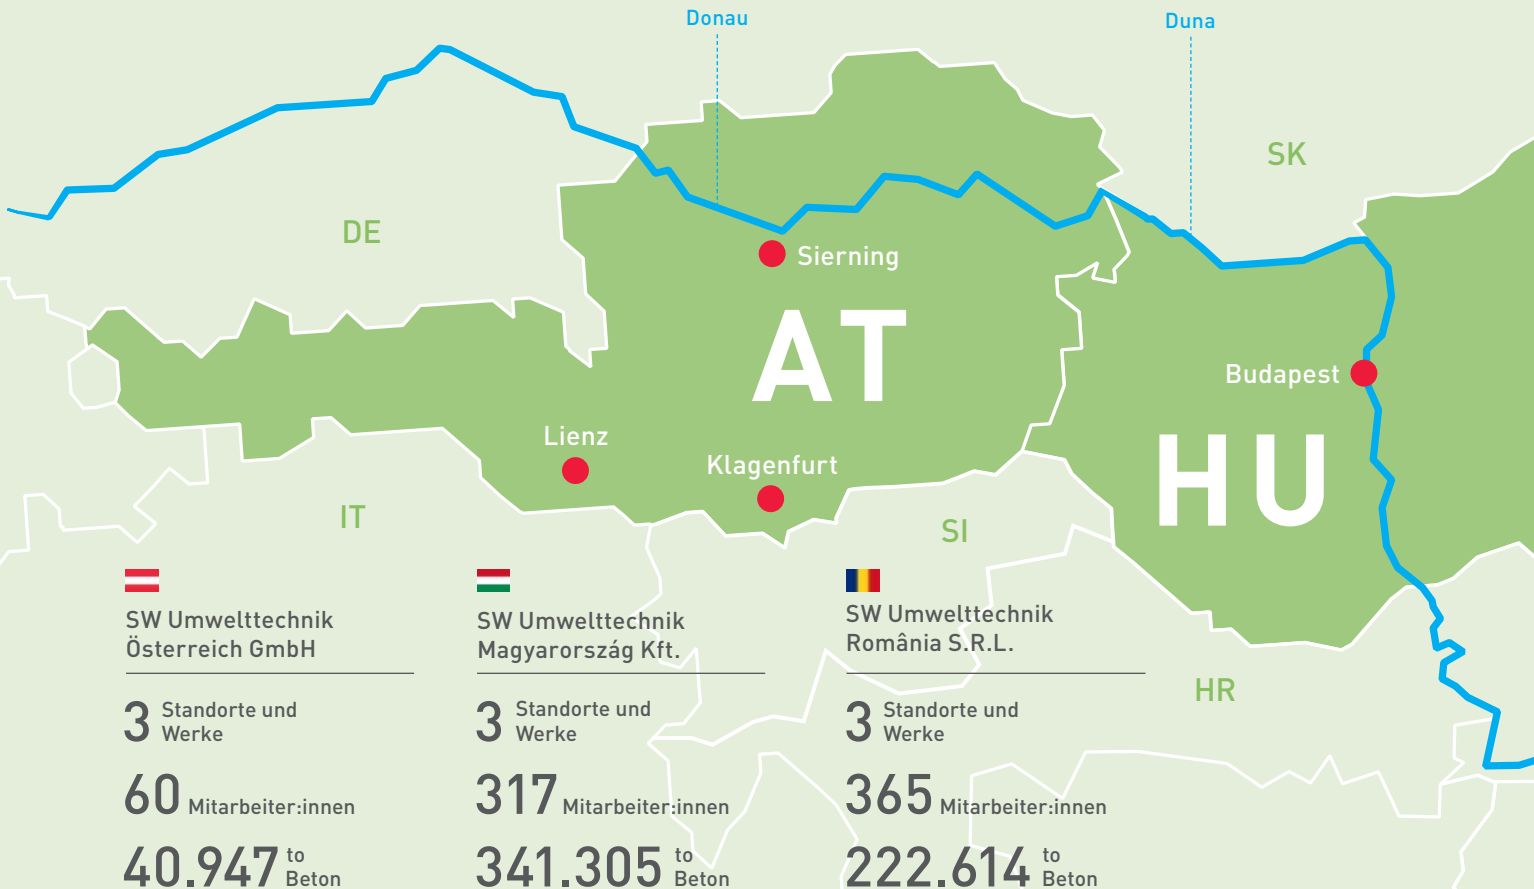 Donau
Duna
SK
DE
Sierning
AT
Budapest
Lienz
Klagenfurt
HU
IT
SI
HR
SW Umwelttechnik
Österreich GmbH
3 Standorte und
Werke
60 Mitarbeiter:innen
40.947 to
Beton
SW Umwelttechnik
Magyarország Kft.
3 Standorte und
Werke
317 Mitarbeiter:innen
341.305 to
Beton
SW Umwelttechnik
România S.R.L.
3 Standorte und
Werke
365 Mitarbeiter:innen
222.614 to
Beton